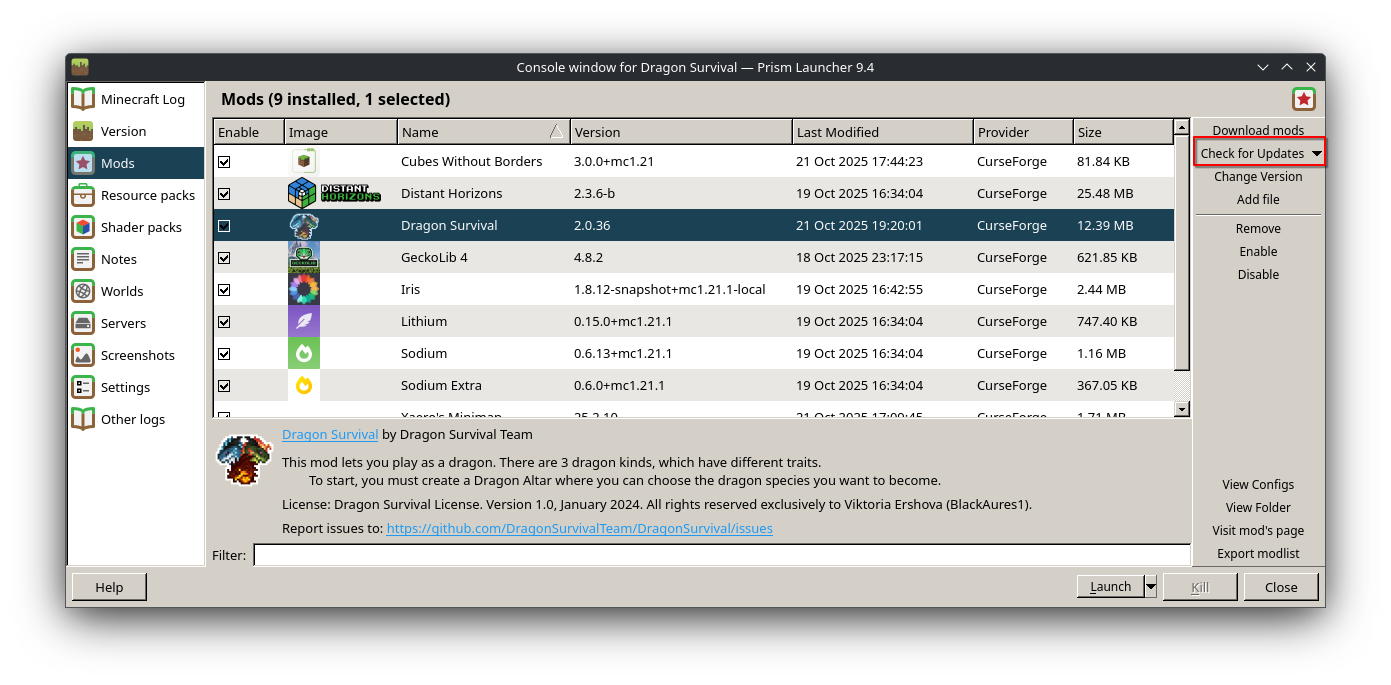 Console window for Dragon Survival — Prism Launcher 9.4
Minecraft Log
Version
Mods
Resource packs
Shader packs
Notes
Worlds
Servers
Screenshots
Settings
Other logs
Mods (9 installed, 1 selected)
Enable Image Name Version Last Modified Provider Size
Cubes Without Borders 3.0.0+mc1.21 21 Oct 2025 17:44:23 CurseForge 81.84 KB
DISTANT HORIZONS Distant Horizons 2.3.6-b 19 Oct 2025 16:34:04 CurseForge 25.48 MB
Dragon Survival 2.0.36 21 Oct 2025 19:20:01 CurseForge 12.39 MB
GECKOLIB GeckoLib 4 4.8.2 18 Oct 2025 23:17:15 CurseForge 621.85 KB
Iris 1.8.12-snapshot+mc1.21.1-local 19 Oct 2025 16:42:55 CurseForge 2.44 MB
Lithium 0.15.0+mc1.21.1 19 Oct 2025 16:34:04 CurseForge 747.40 KB
Sodium 0.6.13+mc1.21.1 19 Oct 2025 16:34:04 CurseForge 1.16 MB
Sodium Extra 0.6.0+mc1.21.1 19 Oct 2025 16:34:04 CurseForge 367.05 KB
Xaero's Minimap 25.2.10 21 Oct 2025 17:09:45 CurseForge 1.71 MB
Dragon Survival by Dragon Survival Team
This mod lets you play as a dragon. There are 3 dragon kinds, which have different traits.
To start, you must create a Dragon Altar where you can choose the dragon species you want to become.
License: Dragon Survival License. Version 1.0, January 2024. All rights reserved exclusively to Viktoria Ershova (BlackAures1).
Report issues to: https://github.com/DragonSurvivalTeam/DragonSurvival/issues
Filter:
Download mods
Check for Updates
Change Version
Add file
Remove
Enable
Disable
View Configs
View Folder
Visit mod's page
Export modlist
Help
Launch
Kill
Close